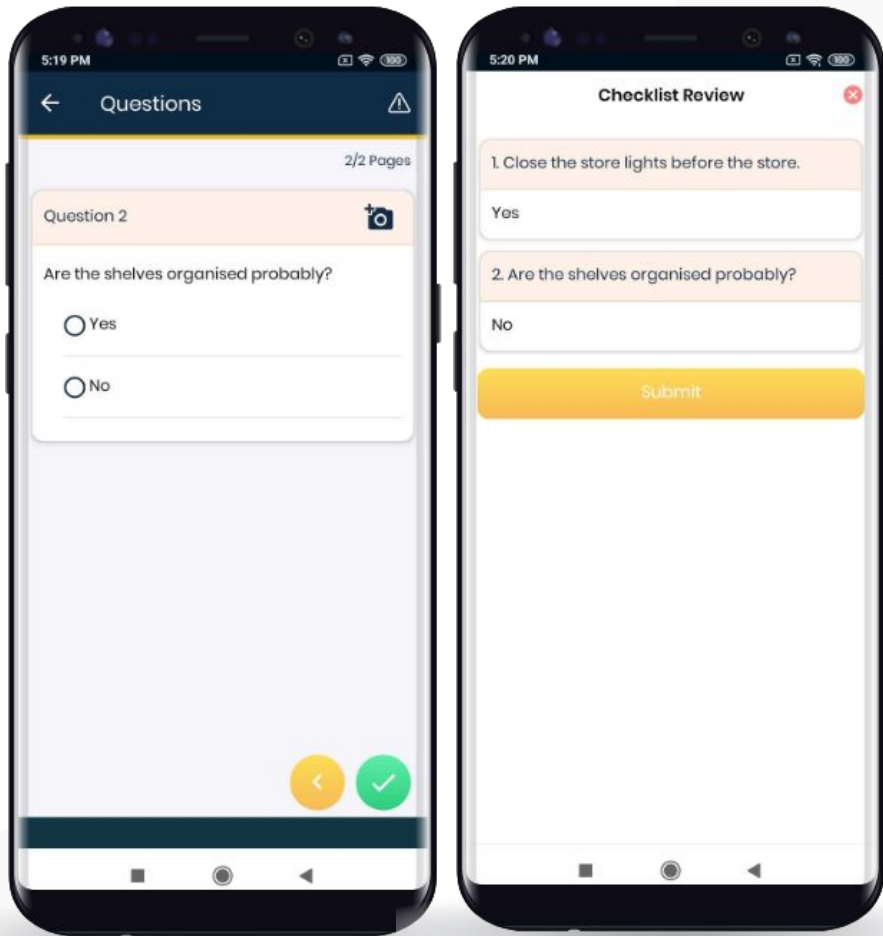 5:19 PM
100
Questions
2/2 Pages
Question 2
Are the shelves organised probably?
Yes
No
5:20 PM
100
Checklist Review
1. Close the store lights before the store.
Yes
2. Are the shelves organised probably?
No
Submit